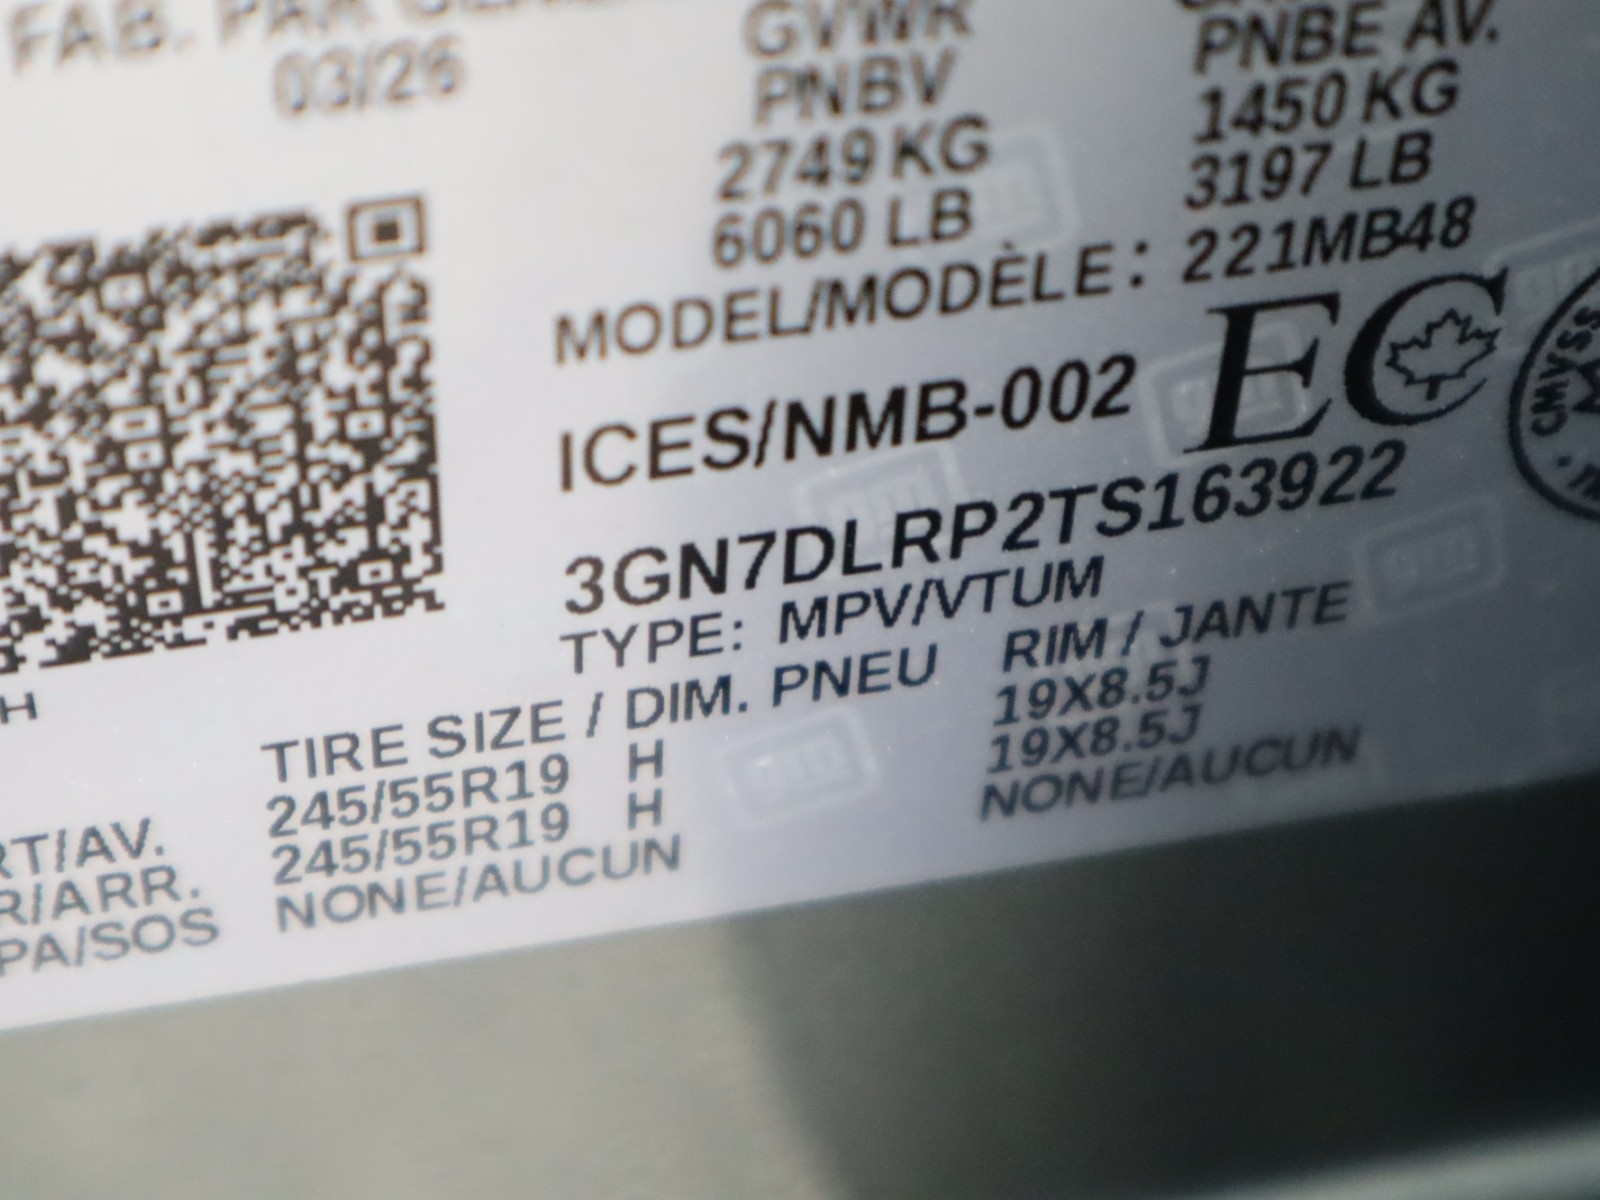 FAB. PAR
03/26
GVWR
PNBV
2749 KG
6060 LB
PNBE AV.
1450 KG
3197 LB
MODEL/MODÈLE: 221MB48
ICES/NMB-002
EC
CMVSS
3GN7DLRP2TS163922
TYPE: MPV/VTUM
H
TIRE SIZE / DIM. PNEU RIM / JANTE
RT/AV. 245/55R19 H 19X8.5J
R/ARR. 245/55R19 H 19X8.5J
PA/SOS NONE/AUCUN NONE/AUCUN
gm